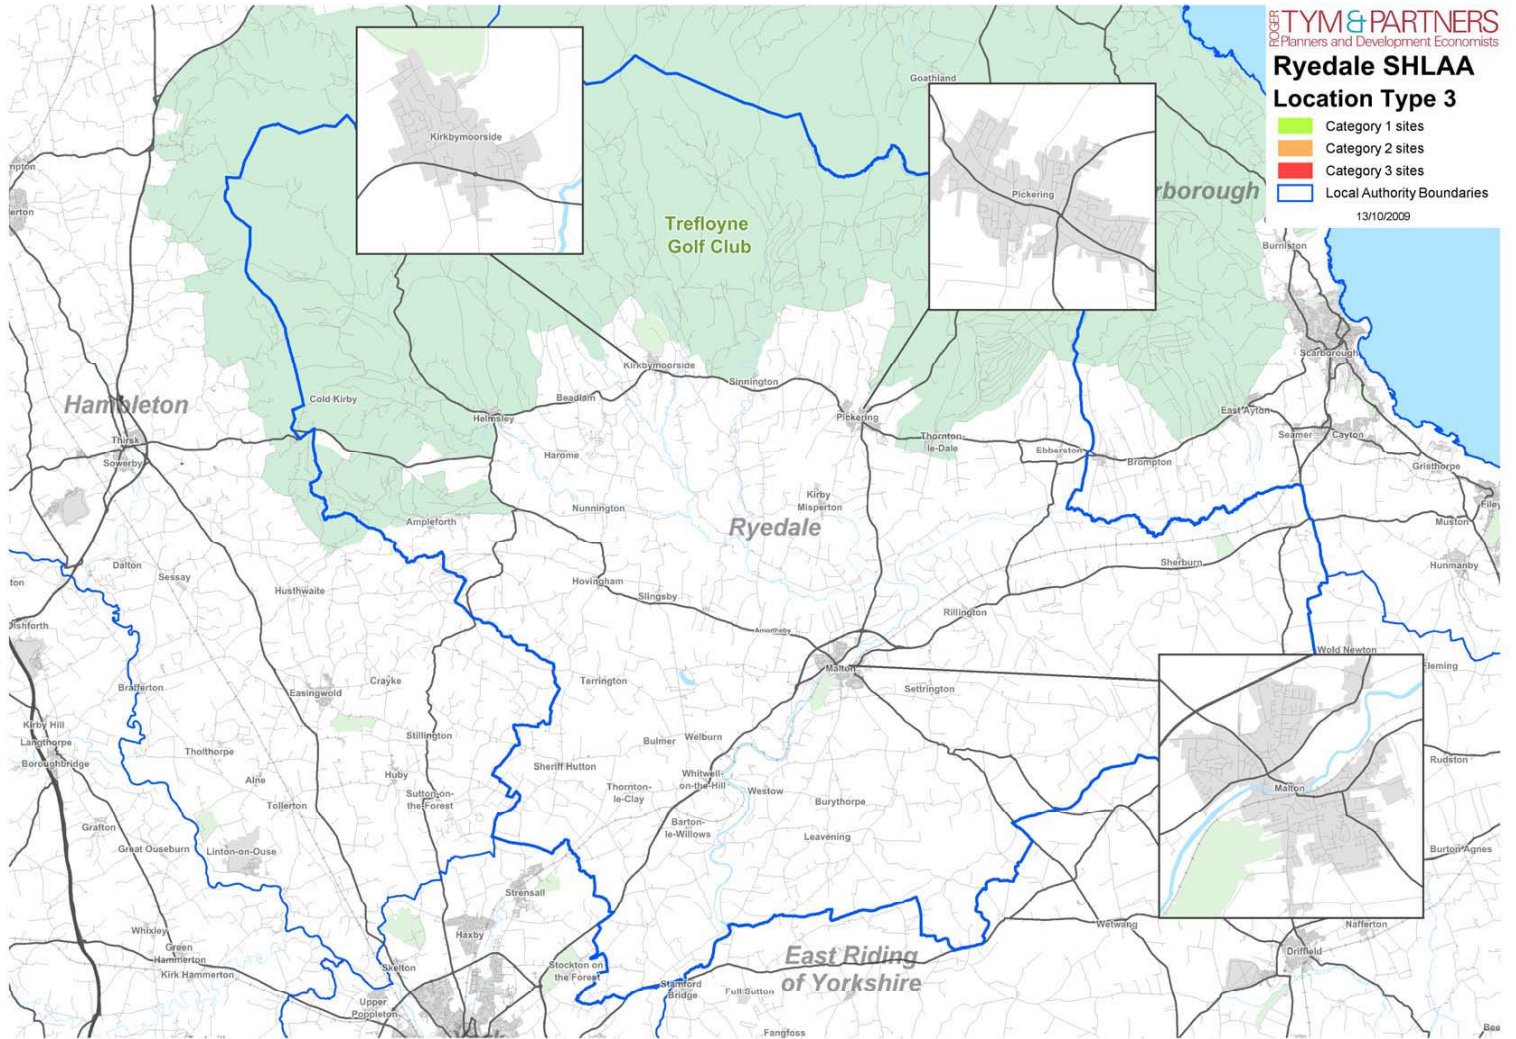 ROGER
TYM & PARTNERS
Planners and Development Economists
Ryedale SHLAA
Location Type 3
Category 1 sites
Category 2 sites
Category 3 sites
Local Authority Boundaries
13/10/2009
Goathland
Kirkbymoorside
Pickering
rborough
Trefloyne
Golf Club
Burniston
Scarborough
Kirkbymoorside
Sinnington
Cold Kirby
Beadlam
Helmsley
Pickering
Hambleton
East Ayton
Thirsk
Sowerby
Thornton-
le-Dale
Seamer
Cayton
Harome
Ebberston
Brompton
Gristhorpe
Kirby
Misperton
Nunnington
Filey
Ampleforth
Ryedale
Muston
Dalton
Sessay
Sherburn
Hunmanby
Husthwaite
Hovingham
Slingsby
Rillington
Dishforth
Amotherby
Malton
Wold Newton
Fleming
Brafferton
Easingwold
Crayke
Terrington
Settrington
Kirby Hill
Langthorpe
Boroughbridge
Tholthorpe
Stillington
Bulmer
Welburn
Rudston
Alne
Huby
Sheriff Hutton
Whitwell-
on-the-Hill
Malton
Tollerton
Sutton-on-
the-Forest
Thornton-
le-Clay
Westow
Burythorpe
Grafton
Great Ouseburn
Linton-on-Ouse
Barton-
le-Willows
Leavening
Burton Agnes
Strensall
Whixley
Haxby
Wetwang
Nafferton
Green
Hammerton
Kirk Hammerton
Skelton
Stockton on
the Forest
East Riding
of Yorkshire
Driffield
Stamford
Bridge
Full Sutton
Upper
Poppleton
Fangfoss
Bee